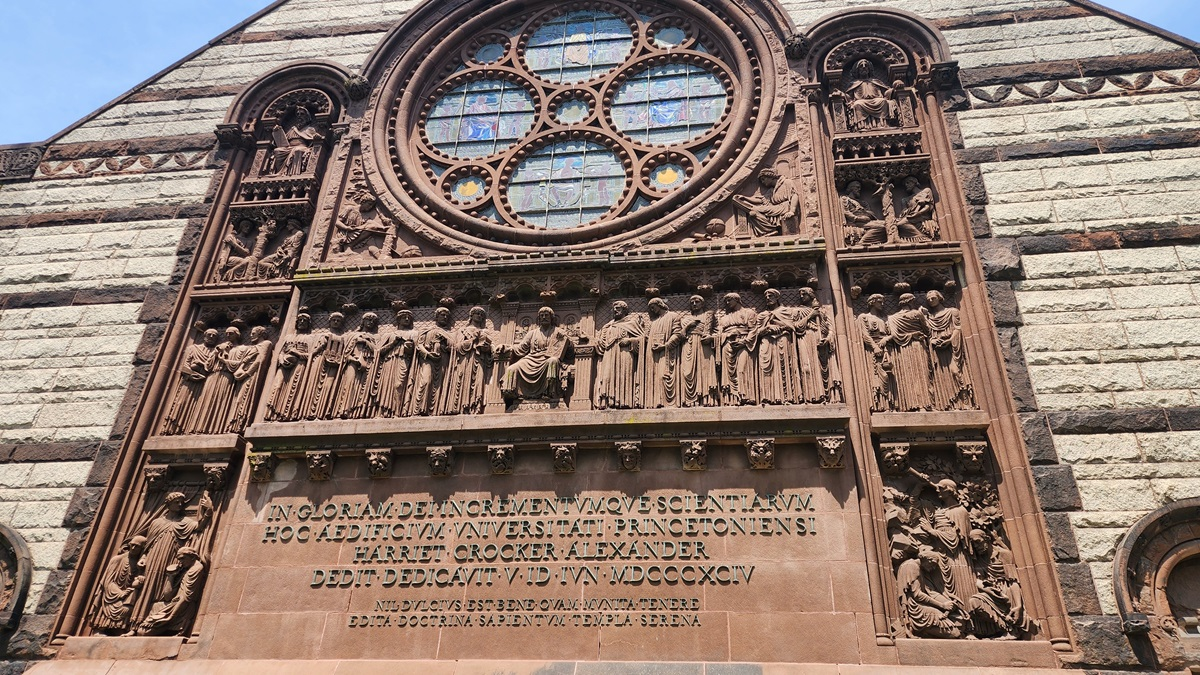 IN·GLORIAM·DEI·INCREMENTVMQVE·SCIENTIARVM
HOC·AEDIFICIVM·VNIVERSITATI·PRINCETONIENSI
HARRIET·CROCKER·ALEXANDER
DEDIT·DEDICAVIT·V·ID·IVN·MDCCCXCIV
NIL·DVLCIVS·EST·BENE·QVAM·MVNITA·TENERE
EDITA·DOCTRINA·SAPIENTVM·TEMPLA·SERENA